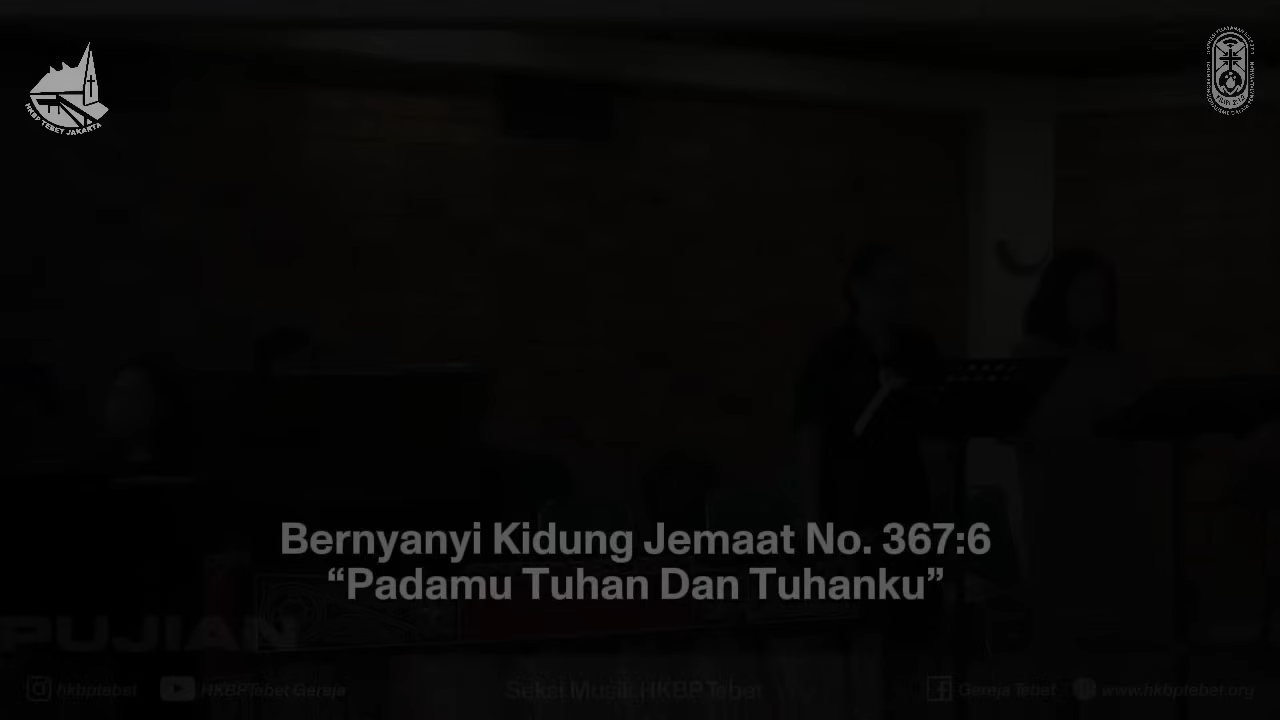 HKBP TEBET JAKARTA
Bernyanyi Kidung Jemaat No. 367:6
“Padamu Tuhan Dan Tuhanku”
PUJIAN
hkbptebet
HKBPTebet Gereja
Seksi Musik HKBP Tebet
Gereja Tebet
www.hkbptebet.org